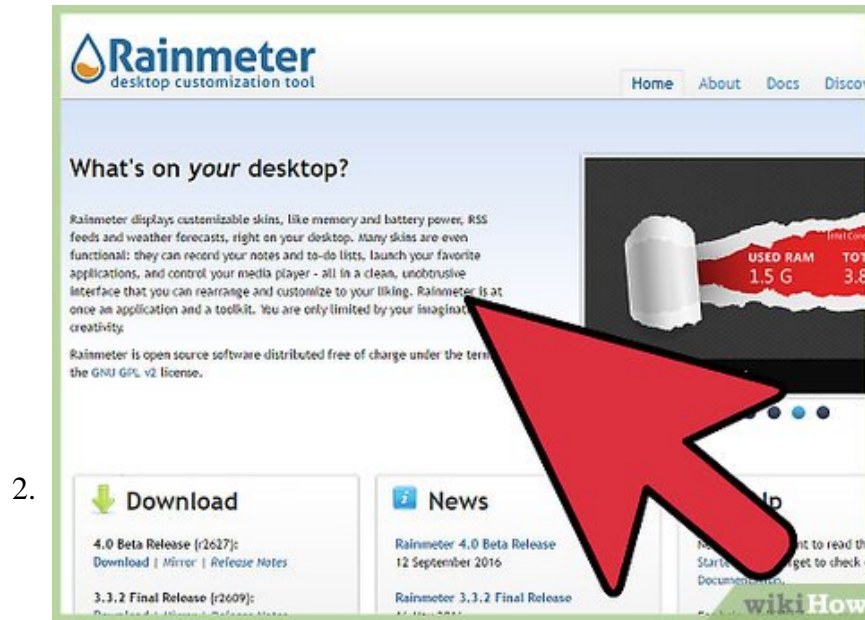 Rainmeter
desktop customization tool
Home About Docs
What's on your desktop?
Rainmeter displays customizable skins, like memory and battery power, RSS
feeds and weather forecasts, right on your desktop. Many skins are even
functional: they can record your notes and to-do lists, launch your favorite
applications, and control your media player - all in a clean, unobtrusive
interface that you can rearrange and customize to your liking. Rainmeter is at
once an application and a toolkit. You are only limited by your
creativity.
Rainmeter is open source software distributed free of charge under the
the GNU GPL v2 license.
USED RAM
1.5 G
3.8
2.
Download
4.0 Beta Release (r2627):
Download | Mirror | Release Notes
3.3.2 Final Release (r2609):
News
Rainmeter 4.0 Beta Release
12 September 2016
Rainmeter 3.3.2 Final Release
to read
to check
wikiHow